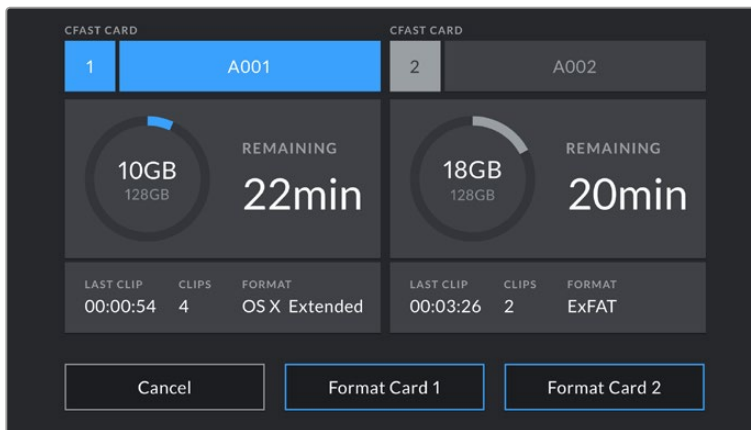 CFAST CARD
1 A001
10GB
128GB
REMAINING
22min
LAST CLIP CLIPS FORMAT
00:00:54 4 OS X Extended
CFAST CARD
2 A002
18GB
128GB
REMAINING
20min
LAST CLIP CLIPS FORMAT
00:03:26 2 ExFAT
Cancel Format Card 1 Format Card 2